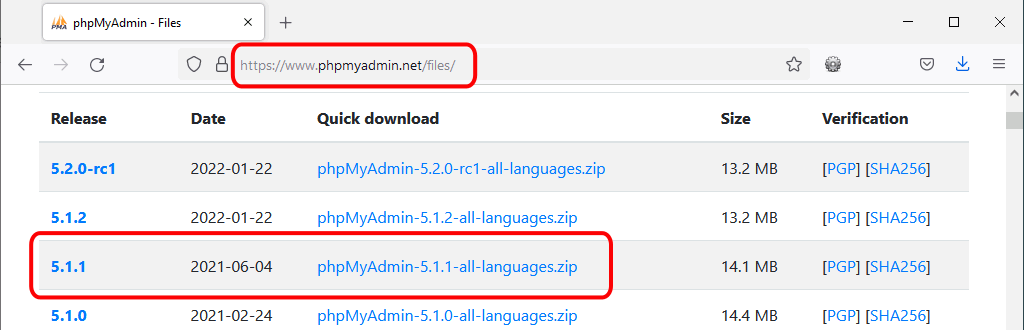 phpMyAdmin - Files
PMA
https://www.phpmyadmin.net/files/
Release Date Quick download Size Verification
5.2.0-rc1 2022-01-22 phpMyAdmin-5.2.0-rc1-all-languages.zip 13.2 MB [PGP] [SHA256]
5.1.2 2022-01-22 phpMyAdmin-5.1.2-all-languages.zip 13.2 MB [PGP] [SHA256]
5.1.1 2021-06-04 phpMyAdmin-5.1.1-all-languages.zip 14.1 MB [PGP] [SHA256]
5.1.0 2021-02-24 phpMyAdmin-5.1.0-all-languages.zip 14.4 MB [PGP] [SHA256]